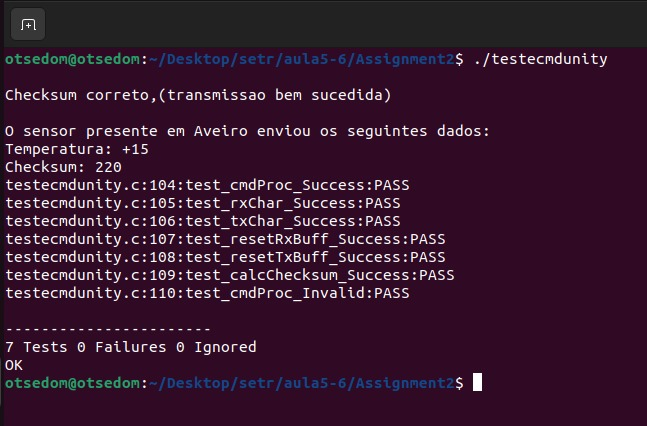 otsedom@otsedom:~/Desktop/setr/aula5-6/Assignment2$ ./testecmdunity
Checksum correto,(transmissao bem sucedida)
O sensor presente em Aveiro enviou os seguintes dados:
Temperatura: +15
Checksum: 220
testecmdunity.c:104:test_cmdProc_Success:PASS
testecmdunity.c:105:test_rxChar_Success:PASS
testecmdunity.c:106:test_txChar_Success:PASS
testecmdunity.c:107:test_resetRxBuff_Success:PASS
testecmdunity.c:108:test_resetTxBuff_Success:PASS
testecmdunity.c:109:test_calcChecksum_Success:PASS
testecmdunity.c:110:test_cmdProc_Invalid:PASS
-----------------------
7 Tests 0 Failures 0 Ignored
OK
otsedom@otsedom:~/Desktop/setr/aula5-6/Assignment2$